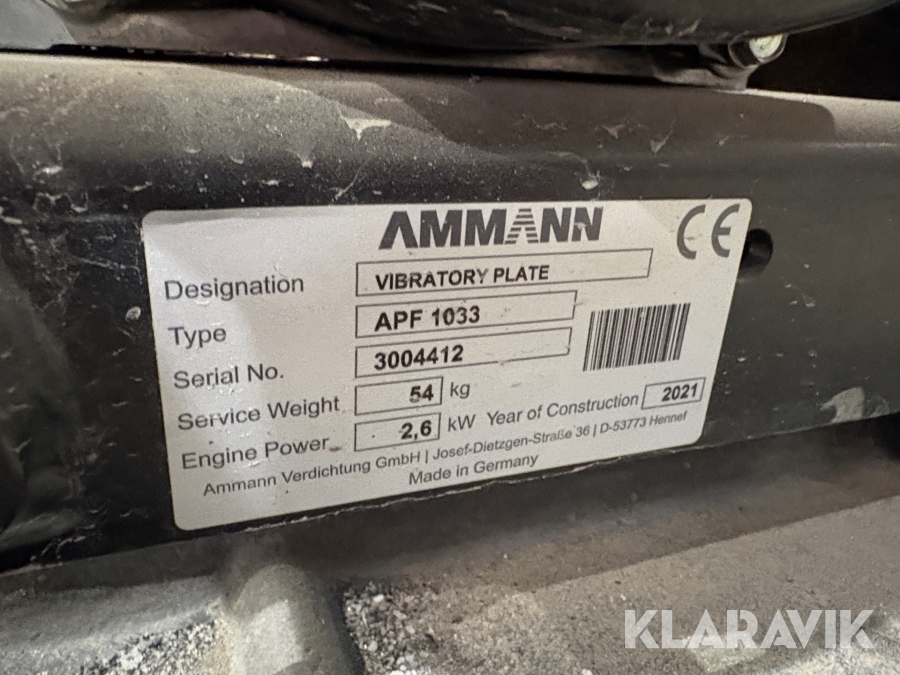 AMMANN
CE
Designation VIBRATORY PLATE
Type APF 1033
Serial No. 3004412
Service Weight 54 kg
Engine Power 2,6 kW Year of Construction 2021
Ammann Verdichtung GmbH | Josef-Dietzgen-Straße 36 | D-53773 Hennef
Made in Germany
KLARAVIK